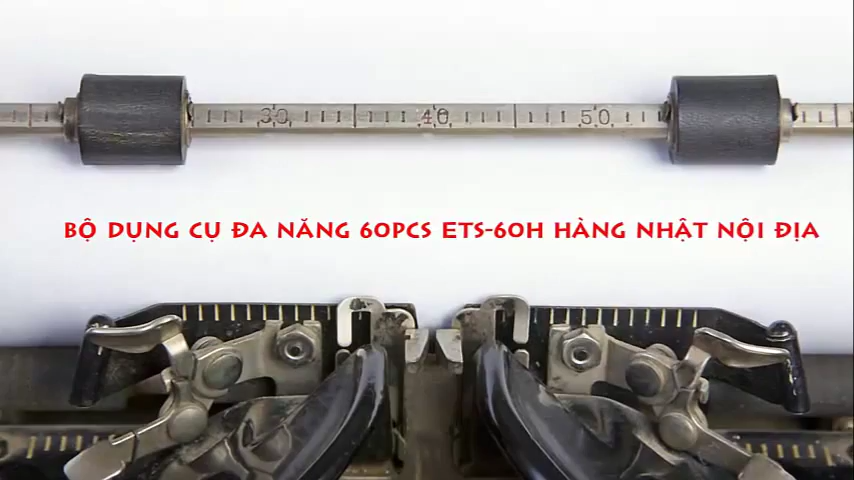 30 40 50
BỘ DỤNG CỤ ĐA NĂNG 60PCS ETS-60H HÀNG NHẬT NỘI ĐỊA